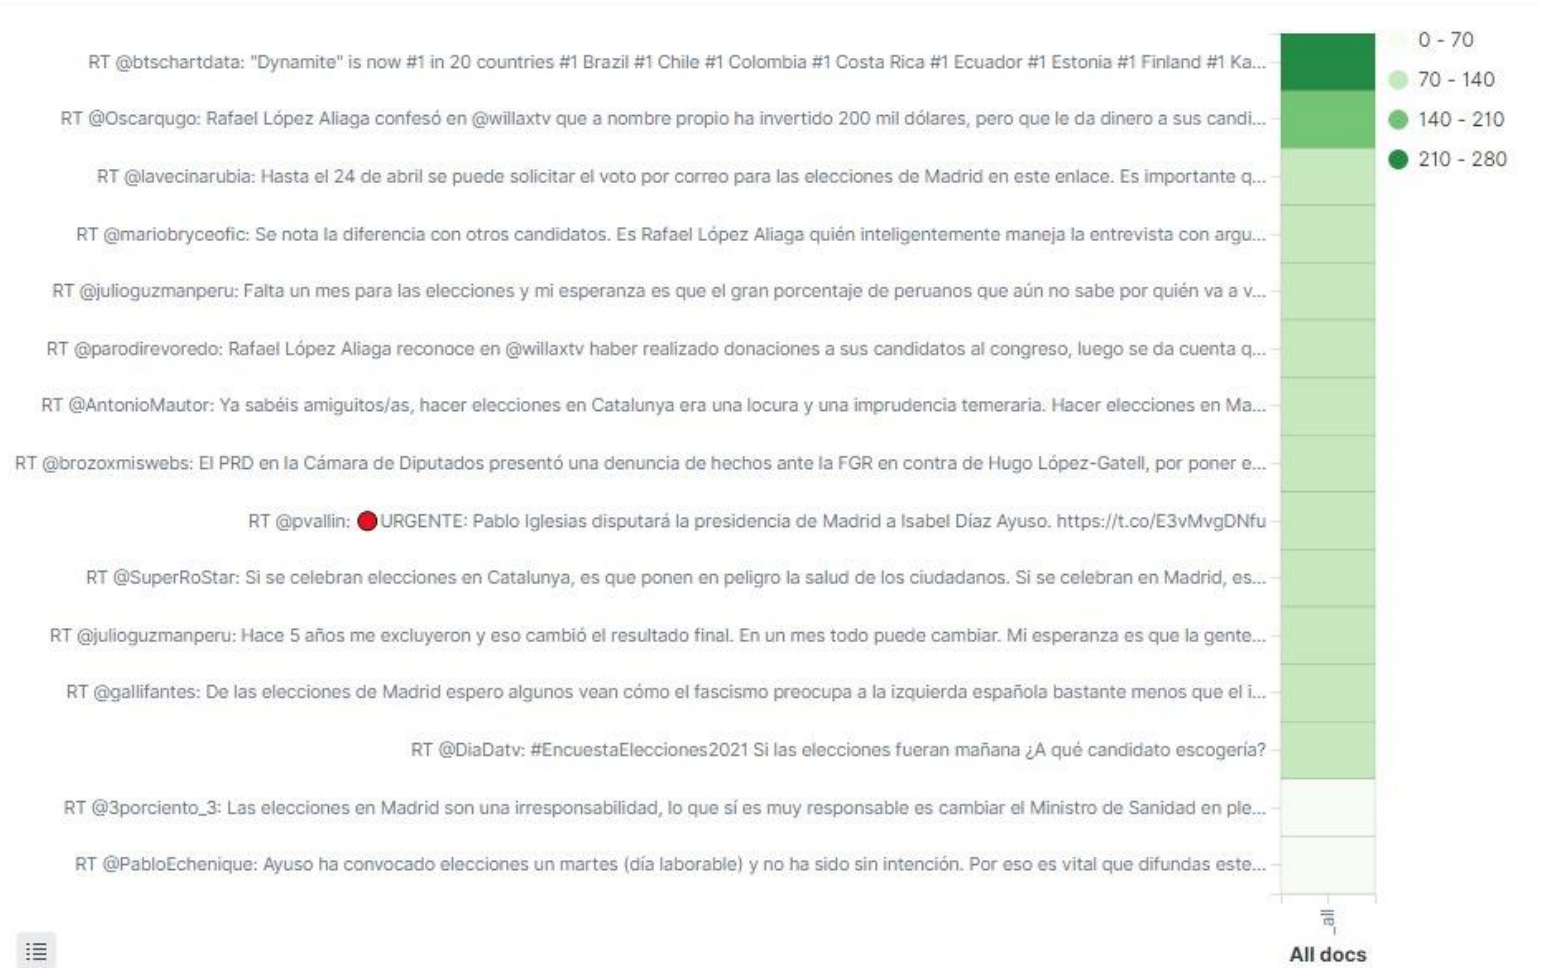 RT @btschartdata: "Dynamite" is now #1 in 20 countries #1 Brazil #1 Chile #1 Colombia #1 Costa Rica #1 Ecuador #1 Estonia #1 Finland #1 Ka...
RT @Oscarqugo: Rafael López Aliaga confesó en @willaxtv que a nombre propio ha invertido 200 mil dólares, pero que le da dinero a sus candi...
RT @lavecinarubia: Hasta el 24 de abril se puede solicitar el voto por correo para las elecciones de Madrid en este enlace. Es importante q...
RT @mariobryceofic: Se nota la diferencia con otros candidatos. Es Rafael López Aliaga quién inteligentemente maneja la entrevista con argu...
RT @julioguzmanperu: Falta un mes para las elecciones y mi esperanza es que el gran porcentaje de peruanos que aún no sabe por quién va a v...
RT @parodirevoredo: Rafael López Aliaga reconoce en @willaxtv haber realizado donaciones a sus candidatos al congreso, luego se da cuenta q...
RT @AntonioMautor: Ya sabéis amiguitos/as, hacer elecciones en Catalunya era una locura y una imprudencia temeraria. Hacer elecciones en Ma...
RT @brozoxmiswebs: El PRD en la Cámara de Diputados presentó una denuncia de hechos ante la FGR en contra de Hugo López-Gatell, por poner e...
RT @pvallin: 🔴URGENTE: Pablo Iglesias disputará la presidencia de Madrid a Isabel Díaz Ayuso. https://t.co/E3vMvgDNfu
RT @SuperRoStar: Si se celebran elecciones en Catalunya, es que ponen en peligro la salud de los ciudadanos. Si se celebran en Madrid, es...
RT @julioguzmanperu: Hace 5 años me excluyeron y eso cambió el resultado final. En un mes todo puede cambiar. Mi esperanza es que la gente...
RT @gallifantes: De las elecciones de Madrid espero algunos vean cómo el fascismo preocupa a la izquierda española bastante menos que el i...
RT @DiaDatv: #EncuestaElecciones2021 Si las elecciones fueran mañana ¿A qué candidato escogería?
RT @3porciento_3: Las elecciones en Madrid son una irresponsabilidad, lo que sí es muy responsable es cambiar el Ministro de Sanidad en ple...
RT @PabloEchenique: Ayuso ha convocado elecciones un martes (día laborable) y no ha sido sin intención. Por eso es vital que difundas este...
0 - 70
70 - 140
140 - 210
210 - 280
_all
All docs